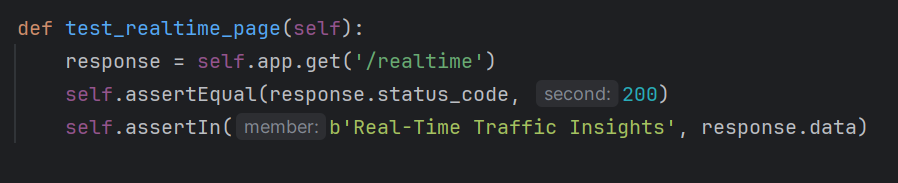 def test_realtime_page(self):
    response = self.app.get('/realtime')
    self.assertEqual(response.status_code, second: 200)
    self.assertIn( member: b'Real-Time Traffic Insights', response.data)